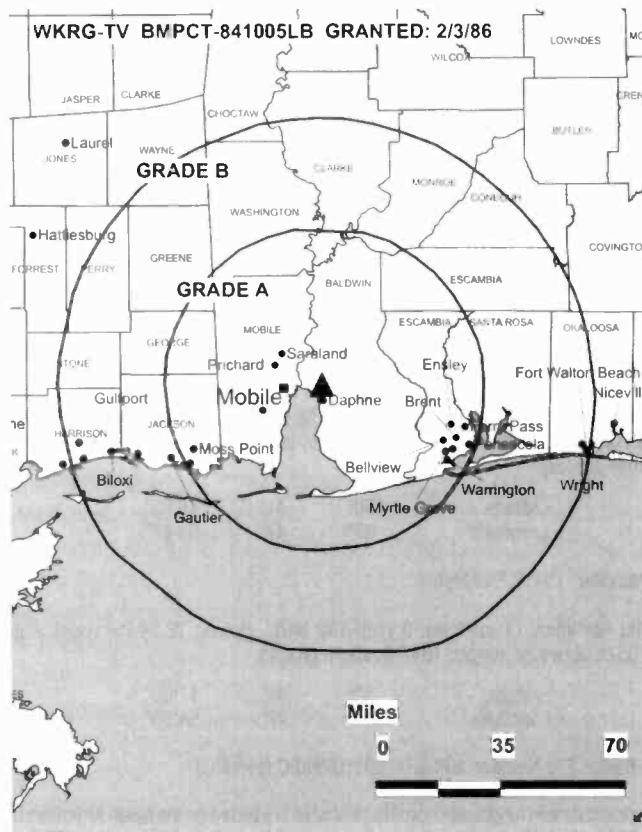 WKRG-TV BMPCT-841005LB GRANTED: 2/3/86
LOWNDES
WILCOX
JASPER
CLARKE
CHOCTAW
CREN
BUTLER
Laurel
JONES
WAYNE
GRADE B
CLARKE
MONROE
CONECUH
WASHINGTON
Hattiesburg
COVINGTON
FORREST
PERRY
GREENE
BALDWIN
ESCAMBIA
GRADE A
MOBILE
ESCAMBIA
SANTA ROSA
OKALOOSA
GEORGE
Saraland
STONE
Prichard
Ensley
Fort Walton Beach
Nicevill
Mobile
Daphne
Brent
Gulfport
Ferry Pass
HARRISON
JACKSON
Moss Point
Pensacola
Bellview
Biloxi
Warrington
Wright
Gautier
Myrtle Grove
Miles
0 35 70